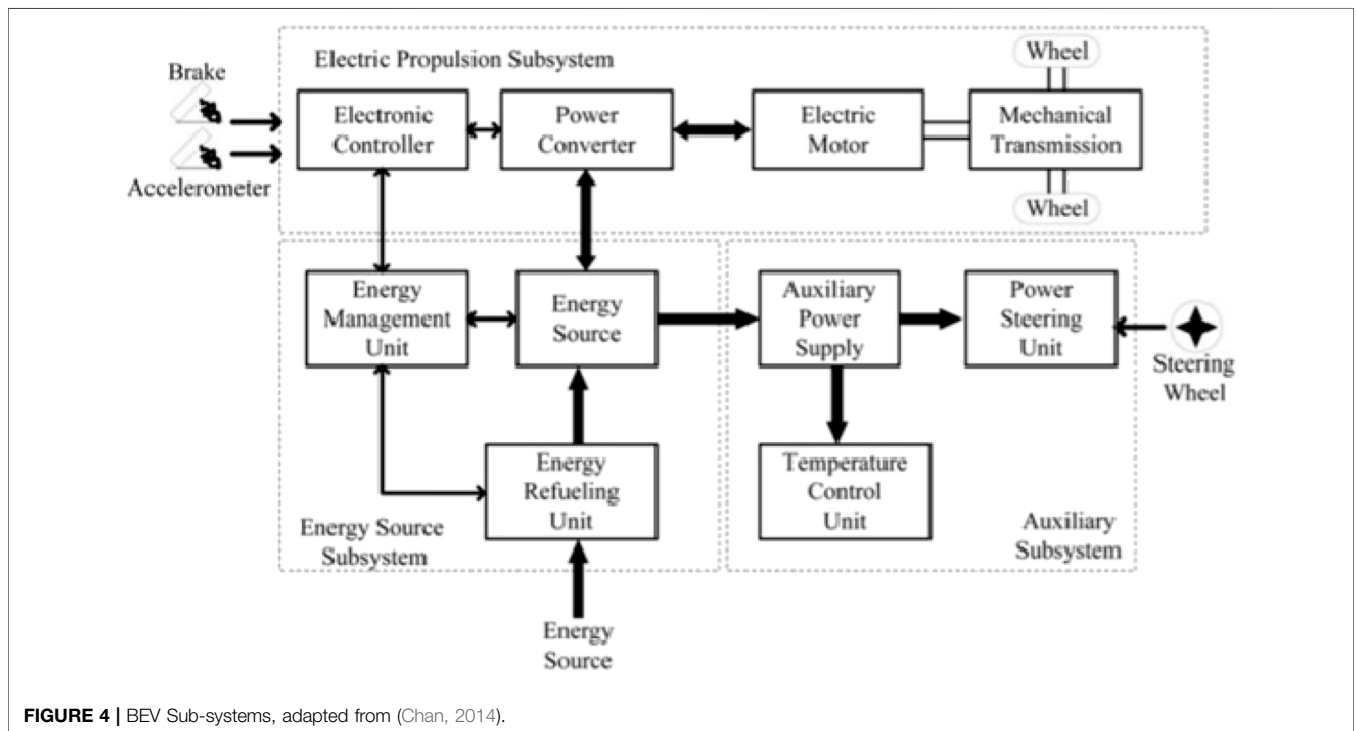 Electric Propulsion Subsystem
Wheel
Brake
Electronic
Controller
Power
Converter
Electric
Motor
Mechanical
Transmission
Accelerometer
Wheel
Energy
Management
Unit
Energy
Source
Auxiliary
Power
Supply
Power
Steering
Unit
Steering
Wheel
Energy
Refueling
Unit
Temperature
Control
Unit
Energy Source
Subsystem
Auxiliary
Subsystem
Energy
Source
FIGURE 4 | BEV Sub-systems, adapted from (Chan, 2014).